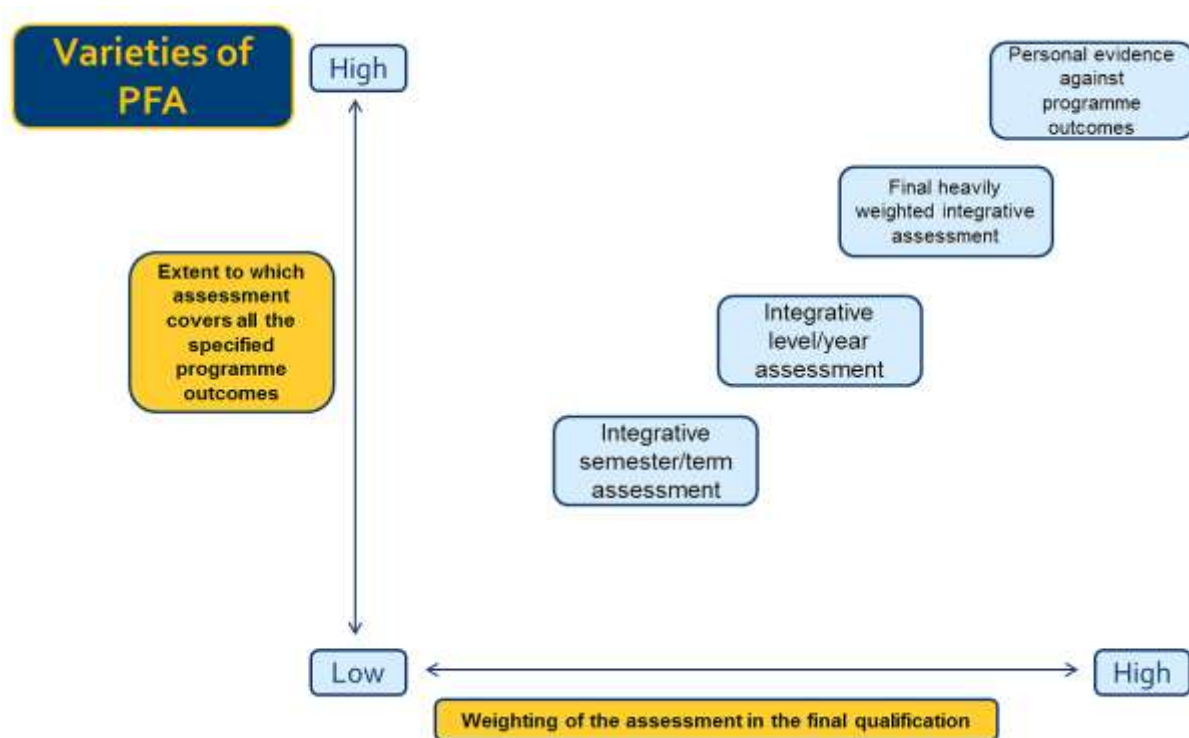 Varieties of
PFA
High
Personal evidence
against
programme
outcomes
Final heavily
weighted integrative
assessment
Extent to which
assessment
covers all the
specified
programme
outcomes
Integrative
level/year
assessment
Integrative
semester/term
assessment
Low
High
Weighting of the assessment in the final qualification